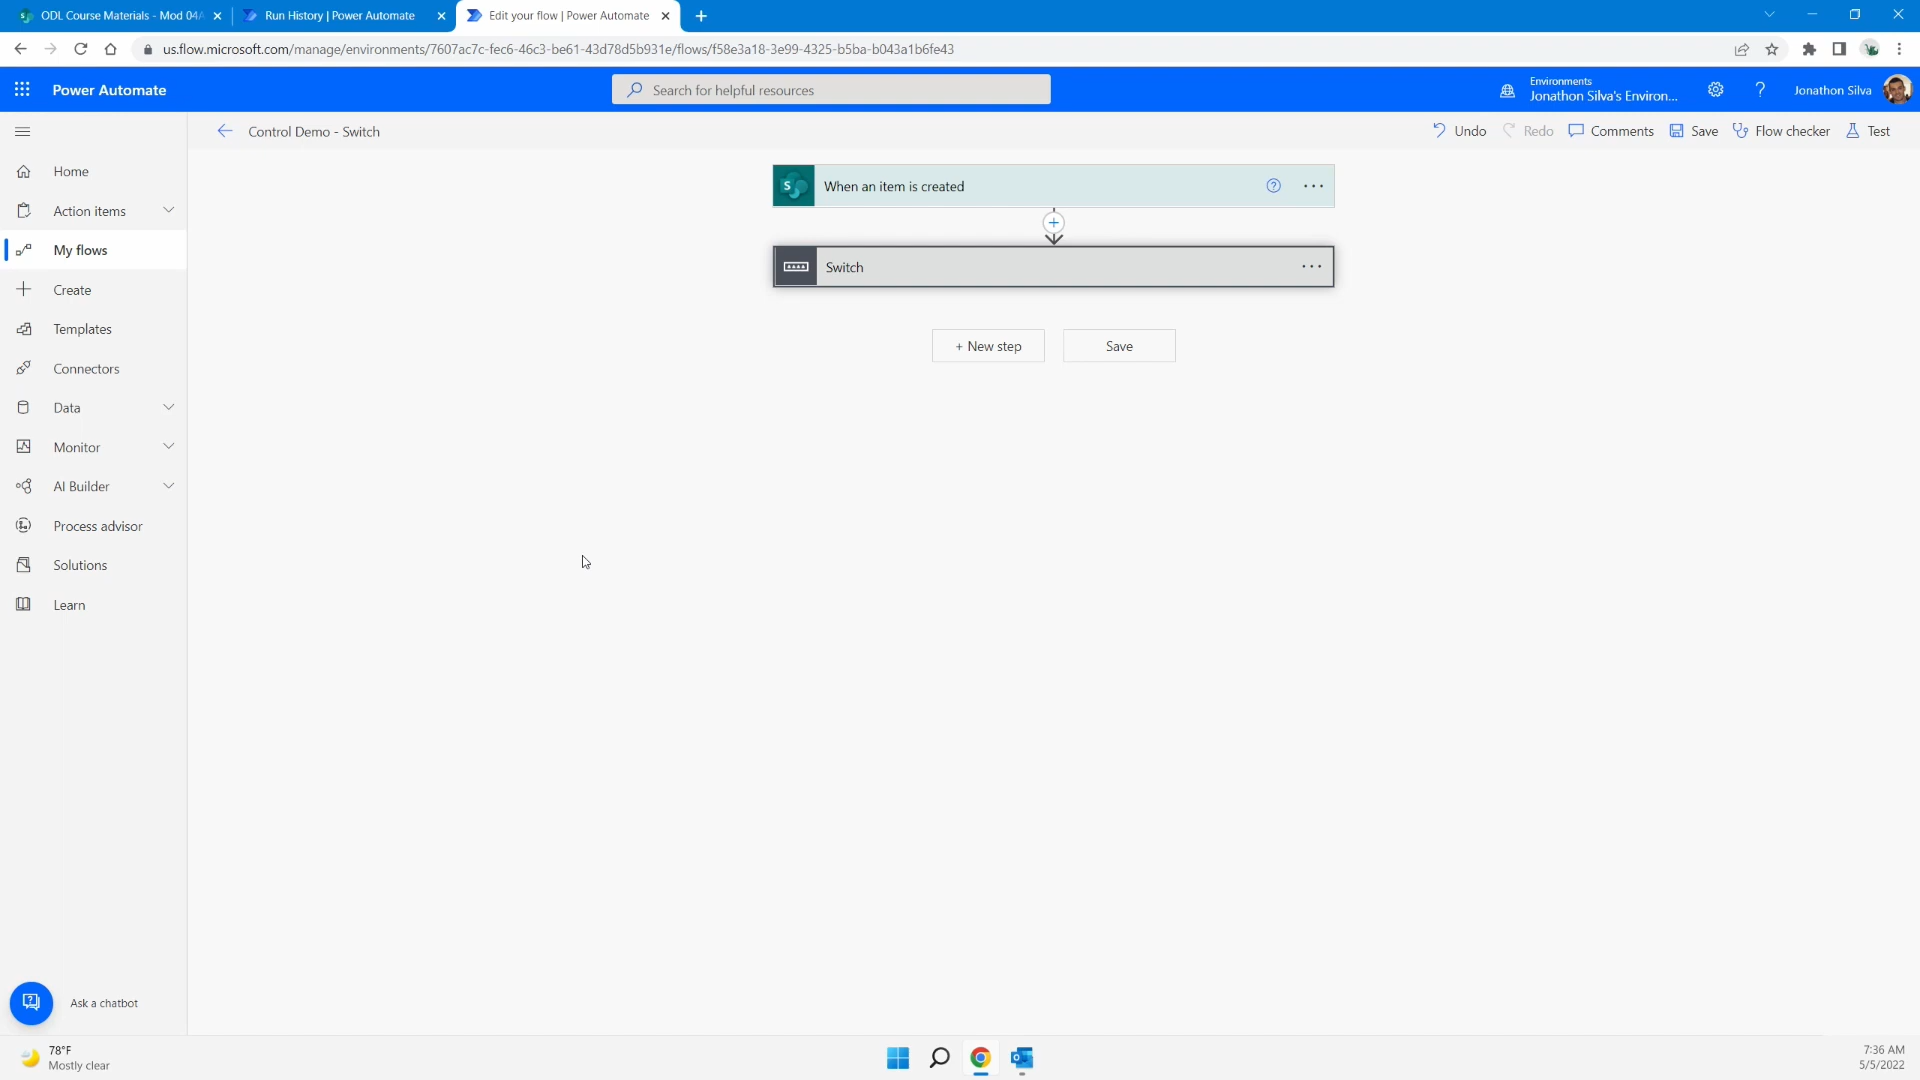 ODL Course Materials - Mod 04A
Run History | Power Automate
Edit your flow | Power Automate
us.flow.microsoft.com/manage/environments/7607ac7c-fec6-46c3-be61-43d78d5b931e/flows/f58e3a18-3e99-4325-b5ba-b043a1b6fe43
Power Automate
Search for helpful resources
Environments
Jonathon Silva's Environ...
Jonathon Silva
Control Demo - Switch
Undo
Redo
Comments
Save
Flow checker
Test
Home
Action items
My flows
Create
Templates
Connectors
Data
Monitor
AI Builder
Process advisor
Solutions
Learn
When an item is created
Switch
+ New step
Save
Ask a chatbot
78°F
Mostly clear
7:36 AM
5/5/2022